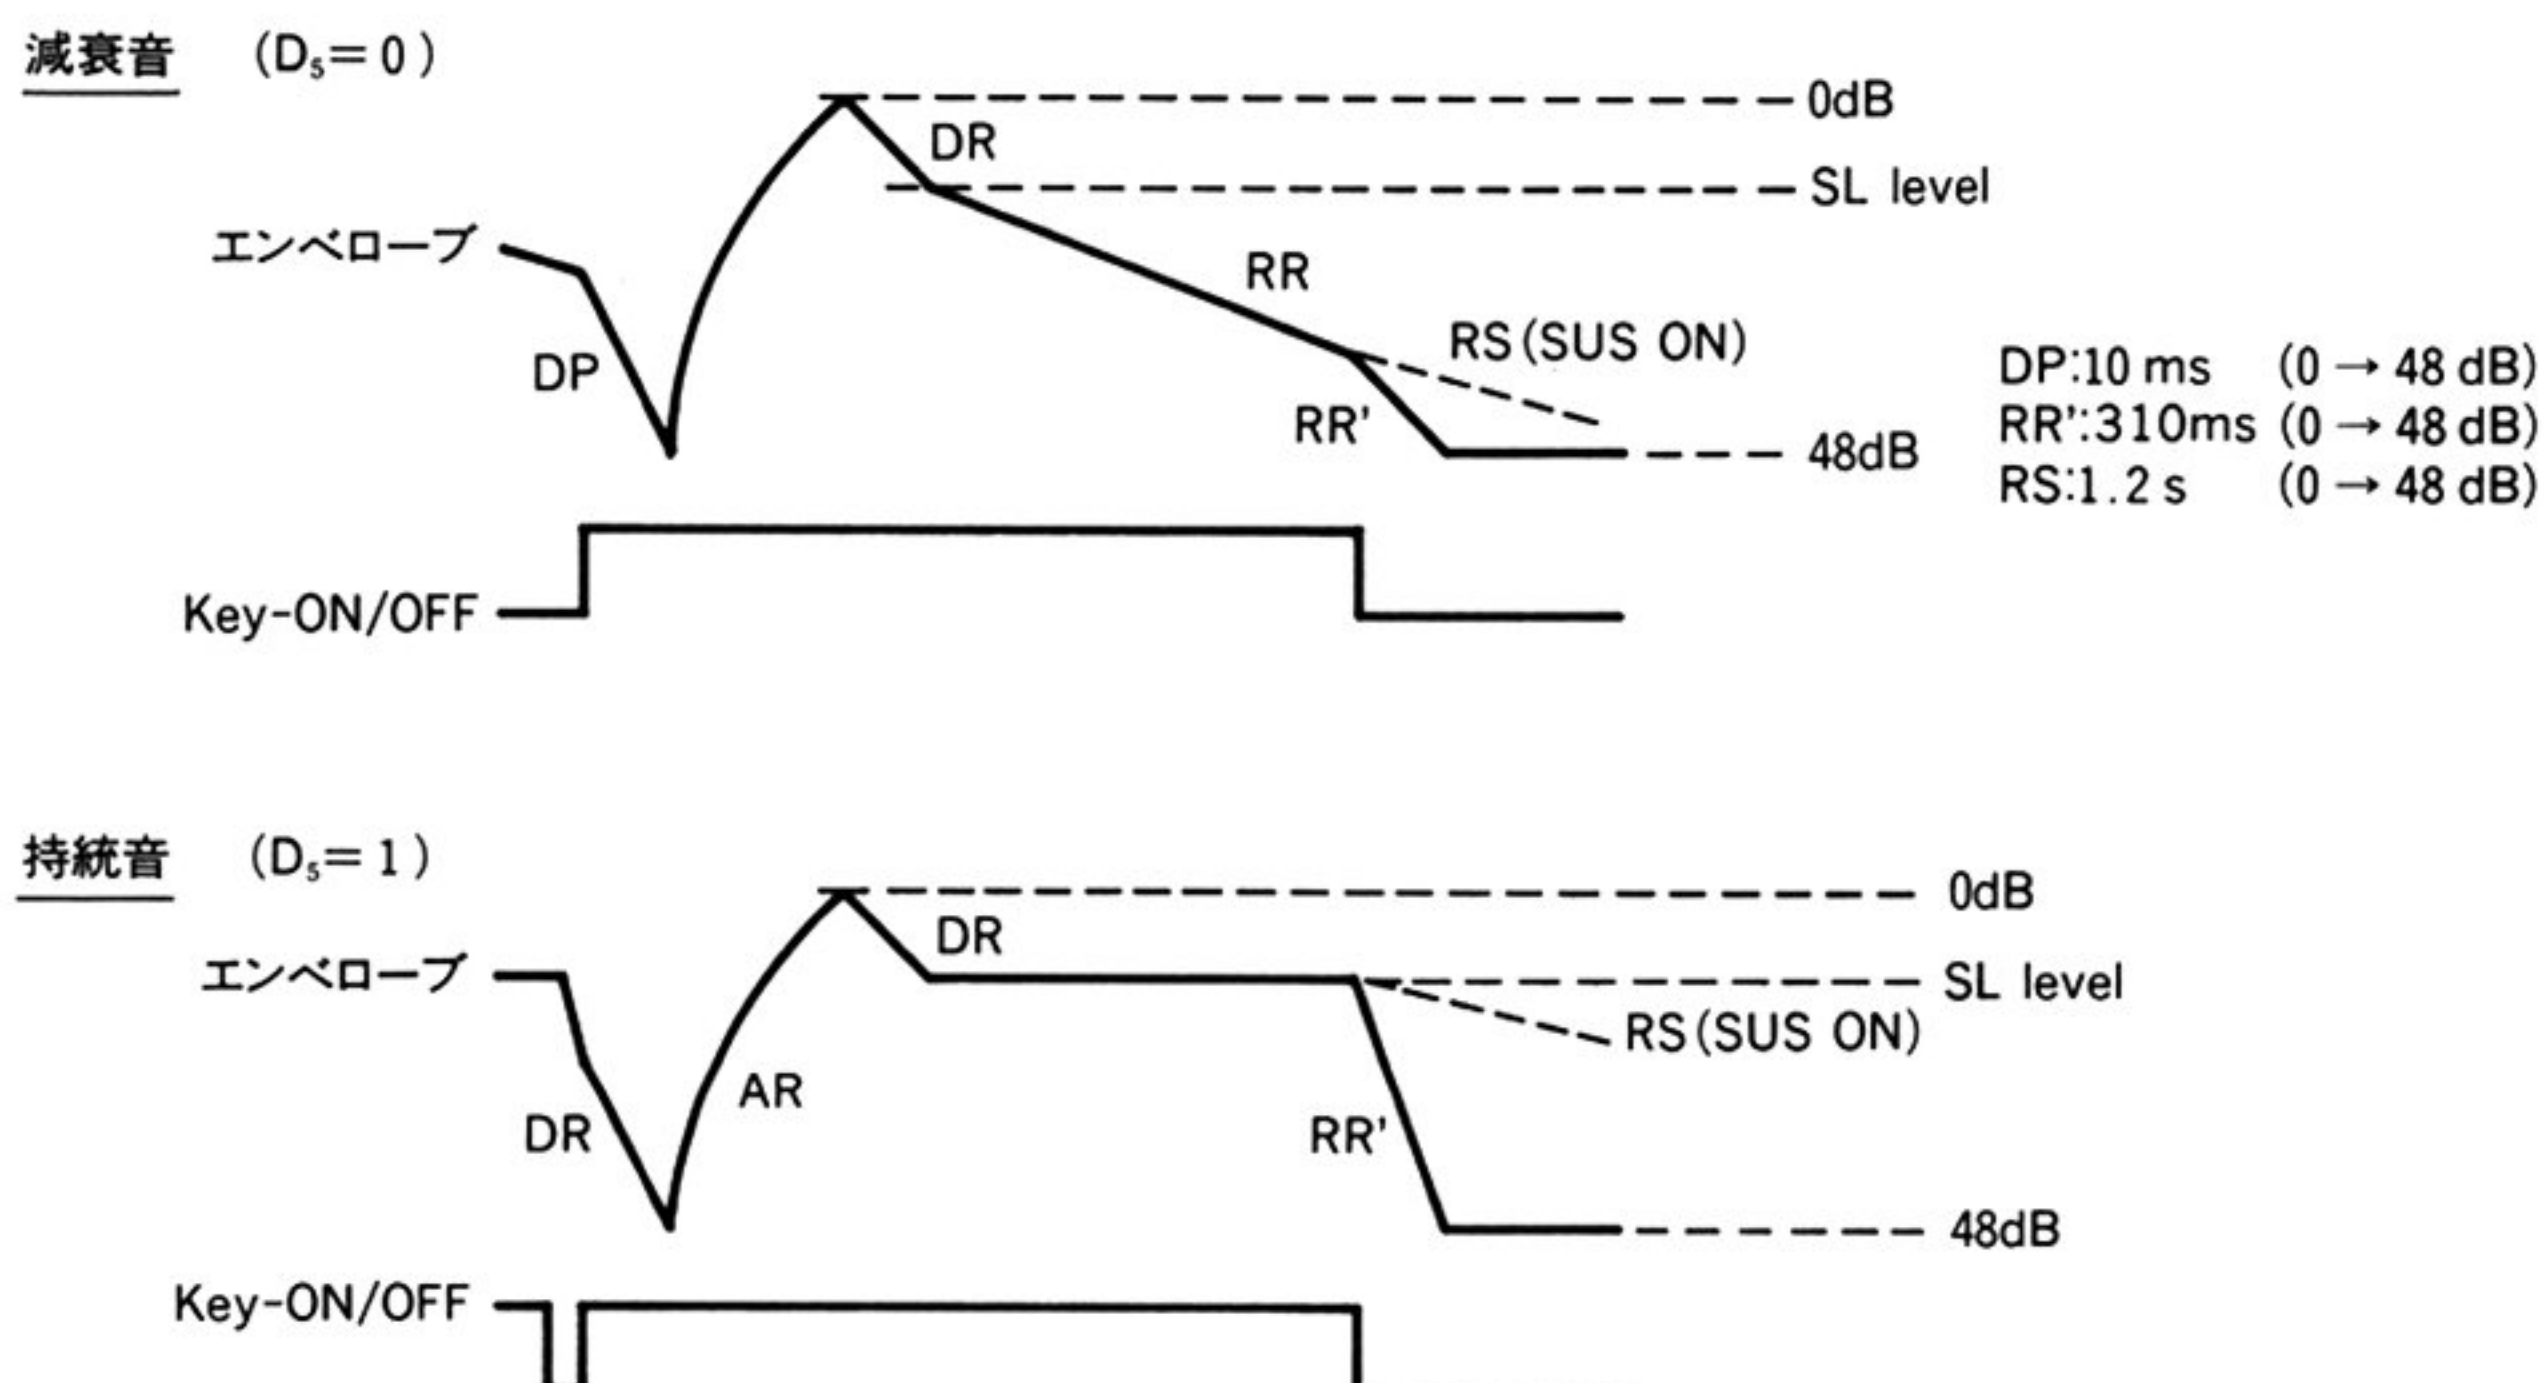 減衰音 (D₅=0)
0dB
DR
SL level
エンベロープ
RR
RS(SUS ON)
DP
DP:10 ms (0 → 48 dB)
RR':310ms (0 → 48 dB)
RS:1.2 s (0 → 48 dB)
RR'
48dB
Key-ON/OFF
持統音 (D₅=1)
0dB
DR
エンベロープ
SL level
RS(SUS ON)
AR
DR
RR'
48dB
Key-ON/OFF